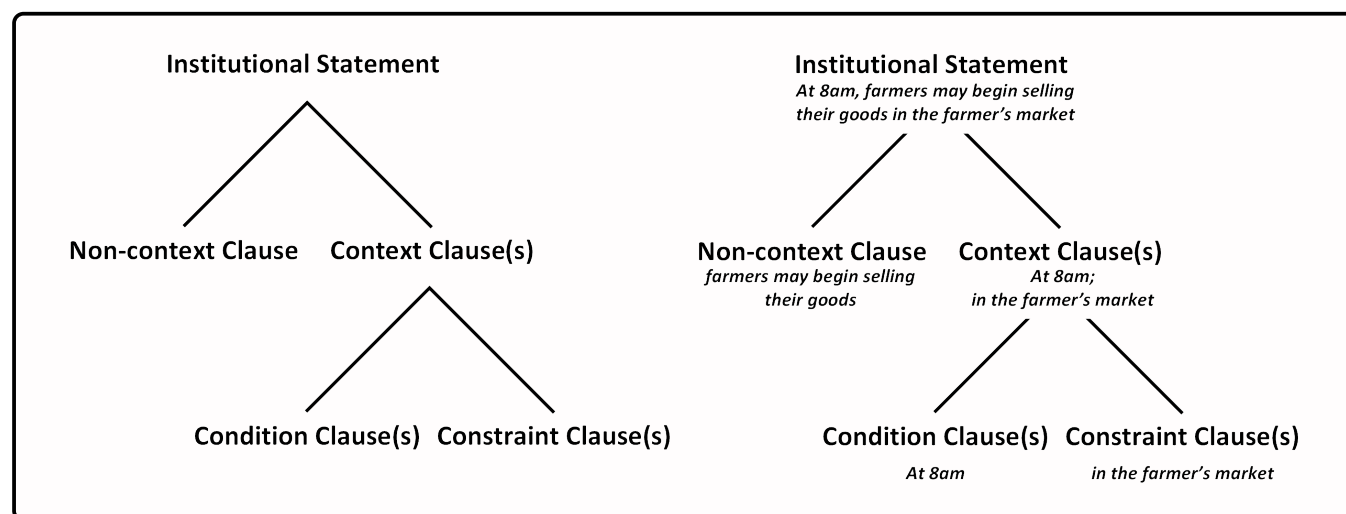 Institutional Statement
Non-context Clause
Context Clause(s)
Condition Clause(s)
Constraint Clause(s)
Institutional Statement
At 8am, farmers may begin selling
their goods in the farmer's market
Non-context Clause
farmers may begin selling
their goods
Context Clause(s)
At 8am;
in the farmer's market
Condition Clause(s)
At 8am
Constraint Clause(s)
in the farmer's market